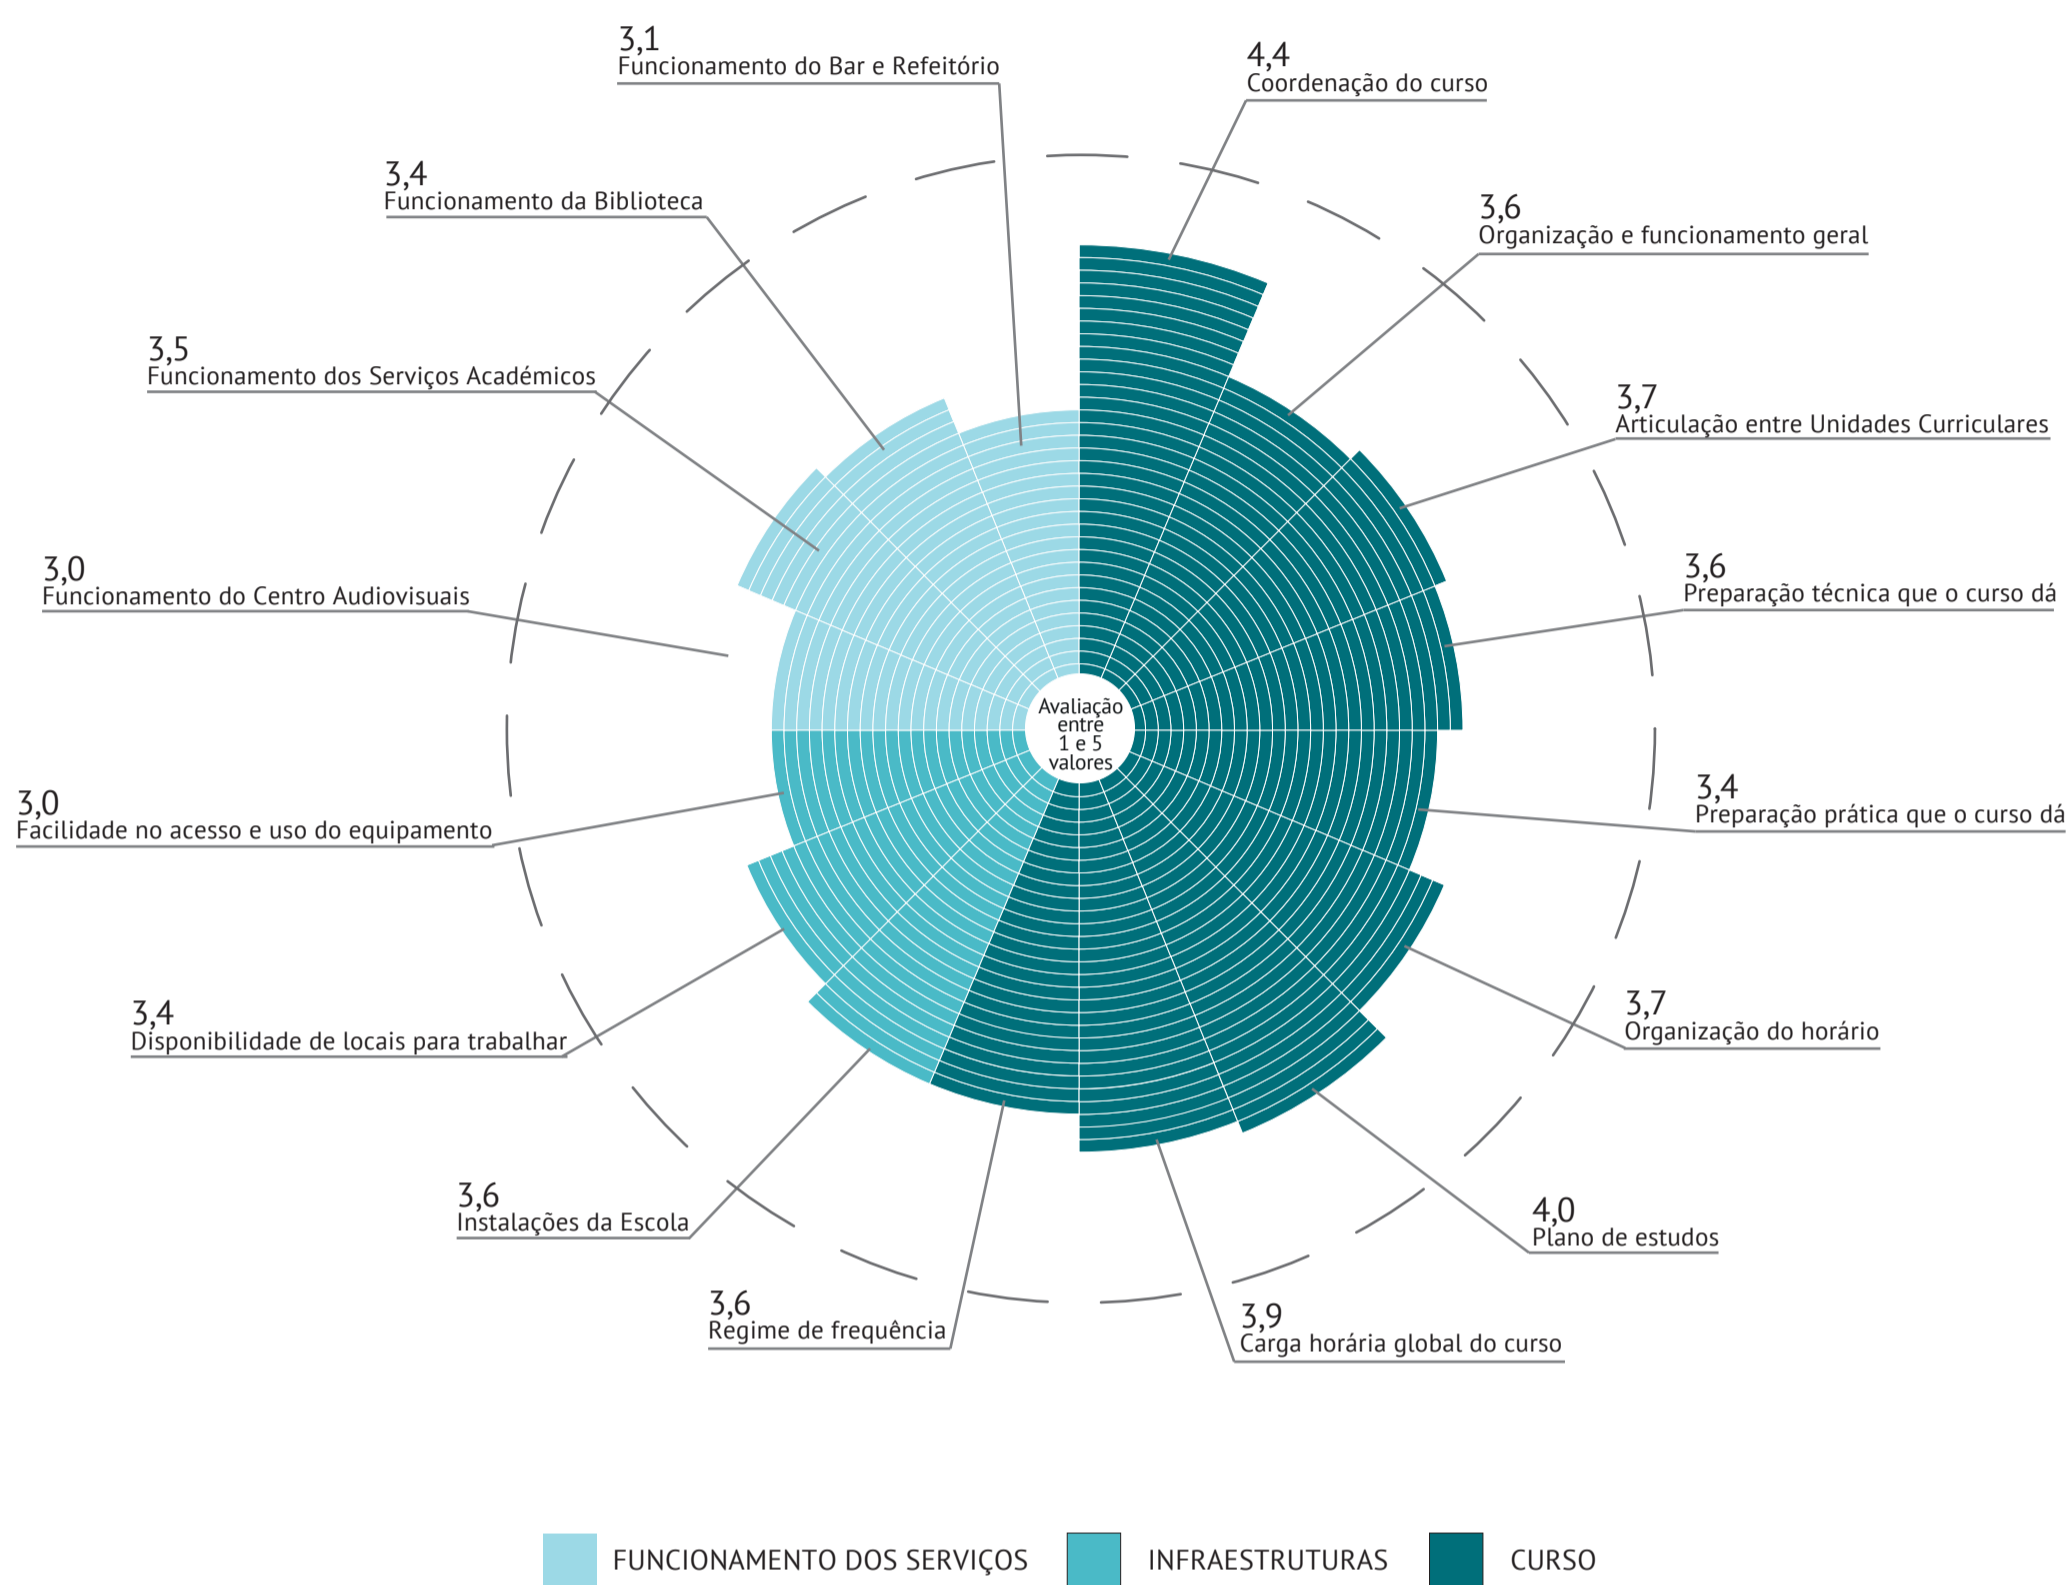 3,1
Funcionamento do Bar e Refeitório
4,4
Coordenação do curso
3,4
Funcionamento da Biblioteca
3,6
Organização e funcionamento geral
3,5
Funcionamento dos Serviços Académicos
3,7
Articulação entre Unidades Curriculares
3,0
Funcionamento do Centro Audiovisuais
3,6
Preparação técnica que o curso dá
Avaliação
entre
1 e 5
valores
3,0
Facilidade no acesso e uso do equipamento
3,4
Preparação prática que o curso dá
3,4
Disponibilidade de locais para trabalhar
3,7
Organização do horário
3,6
Instalações da Escola
4,0
Plano de estudos
3,6
Regime de frequência
3,9
Carga horária global do curso
FUNCIONAMENTO DOS SERVIÇOS
INFRAESTRUTURAS
CURSO